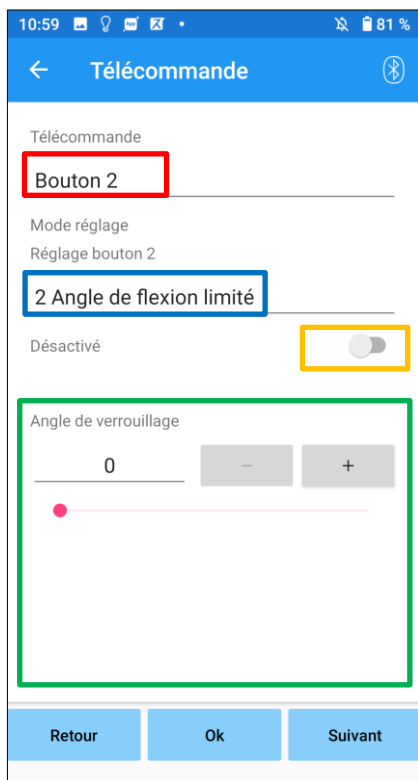 10:59 81 %
Télécommande
Télécommande
Bouton 2
Mode réglage
Réglage bouton 2
2 Angle de flexion limité
Désactivé
Angle de verrouillage
0 − +
Retour Ok Suivant